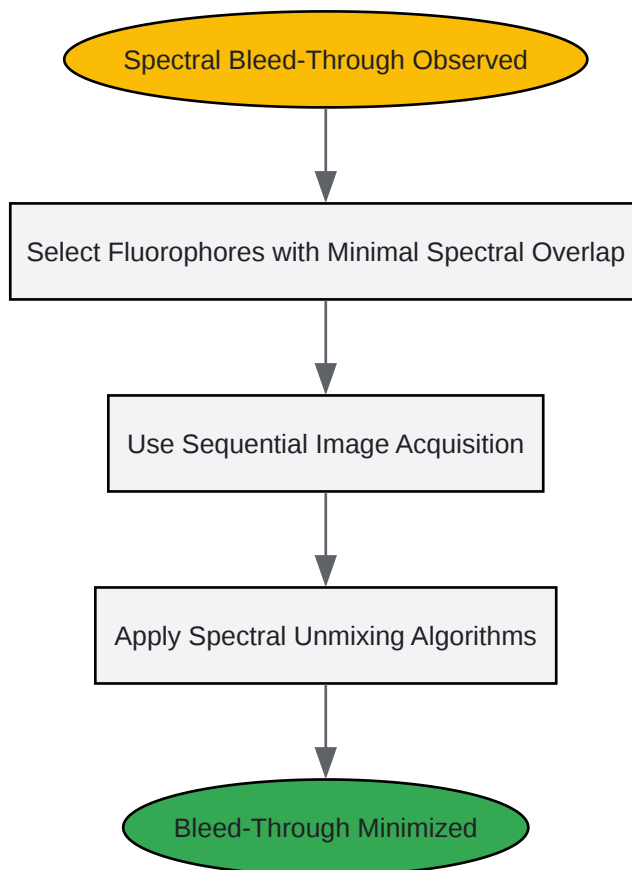 Spectral Bleed-Through Observed
Select Fluorophores with Minimal Spectral Overlap
Use Sequential Image Acquisition
Apply Spectral Unmixing Algorithms
Bleed-Through Minimized